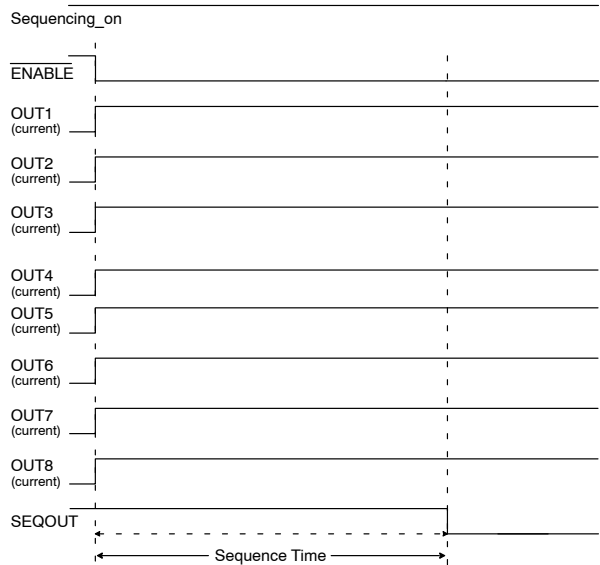 Sequencing_on
ENABLE
OUT1
(current)
OUT2
(current)
OUT3
(current)
OUT4
(current)
OUT5
(current)
OUT6
(current)
OUT7
(current)
OUT8
(current)
SEQOUT
Sequence Time